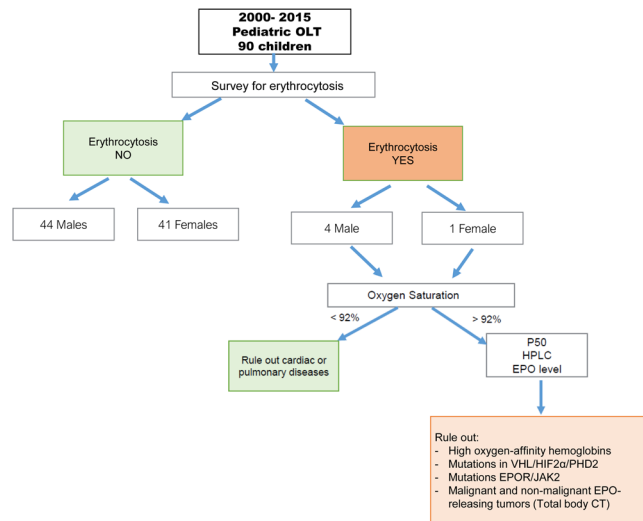 2000- 2015
Pediatric OLT
90 children
Survey for erythrocytosis
Erythrocytosis
NO
Erythrocytosis
YES
44 Males
41 Females
4 Male
1 Female
Oxygen Saturation
< 92%
> 92%
Rule out cardiac or
pulmonary diseases
P50
HPLC
EPO level
Rule out:
- High oxygen-affinity hemoglobins
- Mutations in VHL/HIF2α/PHD2
- Mutations EPOR/JAK2
- Malignant and non-malignant EPO-
releasing tumors (Total body CT)